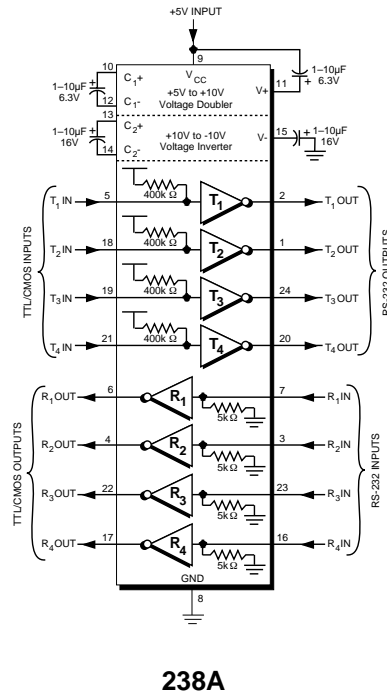 +5V INPUT
9
VCC
10
C1+
1–10µF
6.3V
12
C1-
+5V to +10V
Voltage Doubler
V+
11
1–10µF
6.3V
13
C2+
1–10µF
16V
14
C2-
+10V to -10V
Voltage Inverter
V-
15
1–10µF
16V
T1 IN
5
400k Ω
T1
2
T1 OUT
T2 IN
18
400k Ω
T2
1
T2 OUT
T3 IN
19
400k Ω
T3
24
T3 OUT
T4 IN
21
400k Ω
T4
20
T4 OUT
TTL/CMOS INPUTS
RS-232 OUTPUTS
R1 OUT
6
R1
5k Ω
7
R1 IN
R2 OUT
4
R2
5k Ω
3
R2 IN
R3 OUT
22
R3
5k Ω
23
R3 IN
R4 OUT
17
R4
5k Ω
16
R4 IN
TTL/CMOS OUTPUTS
RS-232 INPUTS
GND
8
238A